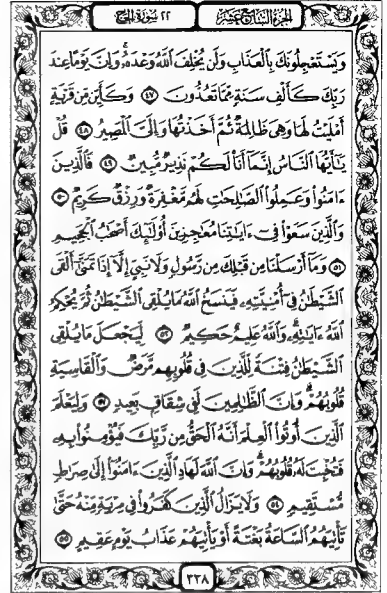 الجزء السابع عشر ٢٢ سورة الحج
وَيَسْتَعْجِلُونَكَ بِالْعَذَابِ وَلَن يُخْلِفَ اللَّهُ وَعْدَهُۥ وَإِنَّ يَوْمًا عِندَ
رَبِّكَ كَأَلْفِ سَنَةٍ مِّمَّا تَعُدُّونَ ٤٧ وَكَأَيِّن مِّن قَرْيَةٍ
أَمْلَيْتُ لَهَا وَهِيَ ظَالِمَةٌ ثُمَّ أَخَذْتُهَا وَإِلَيَّ الْمَصِيرُ ٤٨ قُلْ
يَٰٓأَيُّهَا النَّاسُ إِنَّمَآ أَنَا۠ لَكُمْ نَذِيرٌ مُّبِينٌ ٤٩ فَالَّذِينَ
ءَامَنُوا وَعَمِلُوا الصَّٰلِحَٰتِ لَهُم مَّغْفِرَةٌ وَرِزْقٌ كَرِيمٌ ٥٠
وَالَّذِينَ سَعَوْا فِىٓ ءَايَٰتِنَا مُعَٰجِزِينَ أُو۟لَٰٓئِكَ أَصْحَٰبُ الْجَحِيمِ
٥١ وَمَآ أَرْسَلْنَا مِن قَبْلِكَ مِن رَّسُولٍ وَلَا نَبِىٍّ إِلَّآ إِذَا تَمَنَّىٰٓ أَلْقَى
الشَّيْطَٰنُ فِىٓ أُمْنِيَّتِهِۦ فَيَنسَخُ اللَّهُ مَا يُلْقِى الشَّيْطَٰنُ ثُمَّ يُحْكِمُ
اللَّهُ ءَايَٰتِهِۦ وَاللَّهُ عَلِيمٌ حَكِيمٌ ٥٢ لِّيَجْعَلَ مَا يُلْقِى
الشَّيْطَٰنُ فِتْنَةً لِّلَّذِينَ فِى قُلُوبِهِم مَّرَضٌ وَالْقَاسِيَةِ
قُلُوبُهُمْ وَإِنَّ الظَّٰلِمِينَ لَفِى شِقَاقٍ بَعِيدٍ ٥٣ وَلِيَعْلَمَ
الَّذِينَ أُوتُوا الْعِلْمَ أَنَّهُ الْحَقُّ مِن رَّبِّكَ فَيُؤْمِنُوا بِهِۦ
فَتُخْبِتَ لَهُۥ قُلُوبُهُمْ وَإِنَّ اللَّهَ لَهَادِ الَّذِينَ ءَامَنُوٓا إِلَىٰ صِرَٰطٍ
مُّسْتَقِيمٍ ٥٤ وَلَا يَزَالُ الَّذِينَ كَفَرُوا فِى مِرْيَةٍ مِّنْهُ حَتَّىٰ
تَأْتِيَهُمُ السَّاعَةُ بَغْتَةً أَوْ يَأْتِيَهُمْ عَذَابُ يَوْمٍ عَقِيمٍ ٥٥
٣٣٨